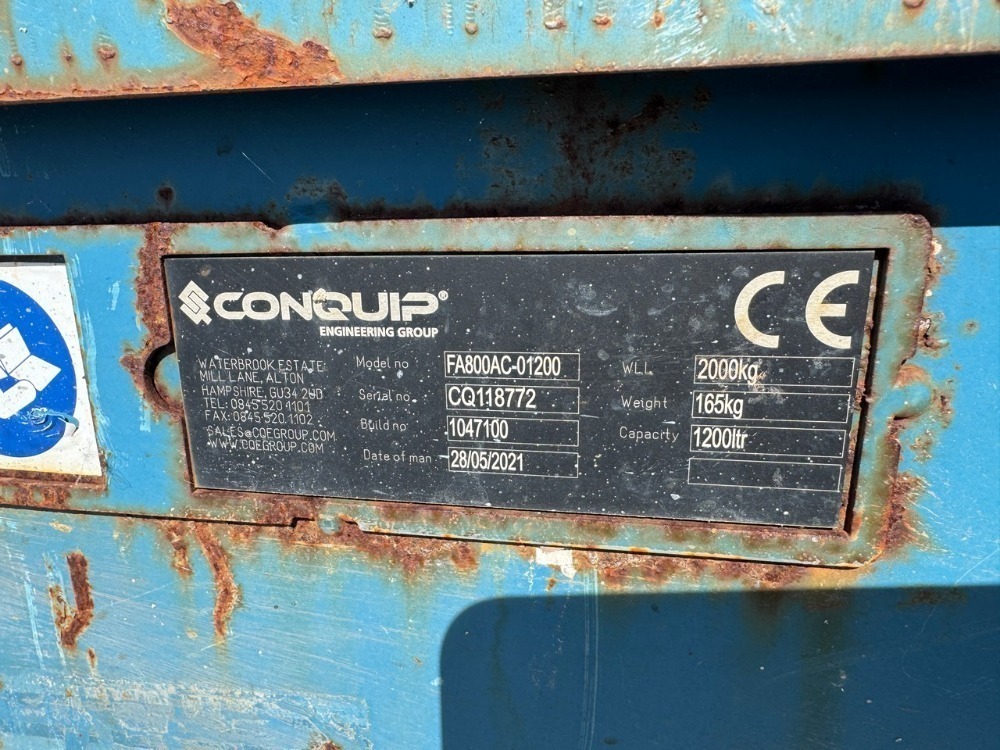 CONQUIP®
ENGINEERING GROUP
CE
WATERBROOK ESTATE
MILL LANE, ALTON
HAMPSHIRE, GU34 2UD
TEL: 0845 520 1101
FAX: 0845 520 1102
SALES@CQEGROUP.COM
WWW.CQEGROUP.COM
Model no FA800AC-01200
Serial no. CQ118772
Build no 1047100
Date of man. 28/05/2021
WLL 2000kg
Weight 165kg
Capacity 1200ltr